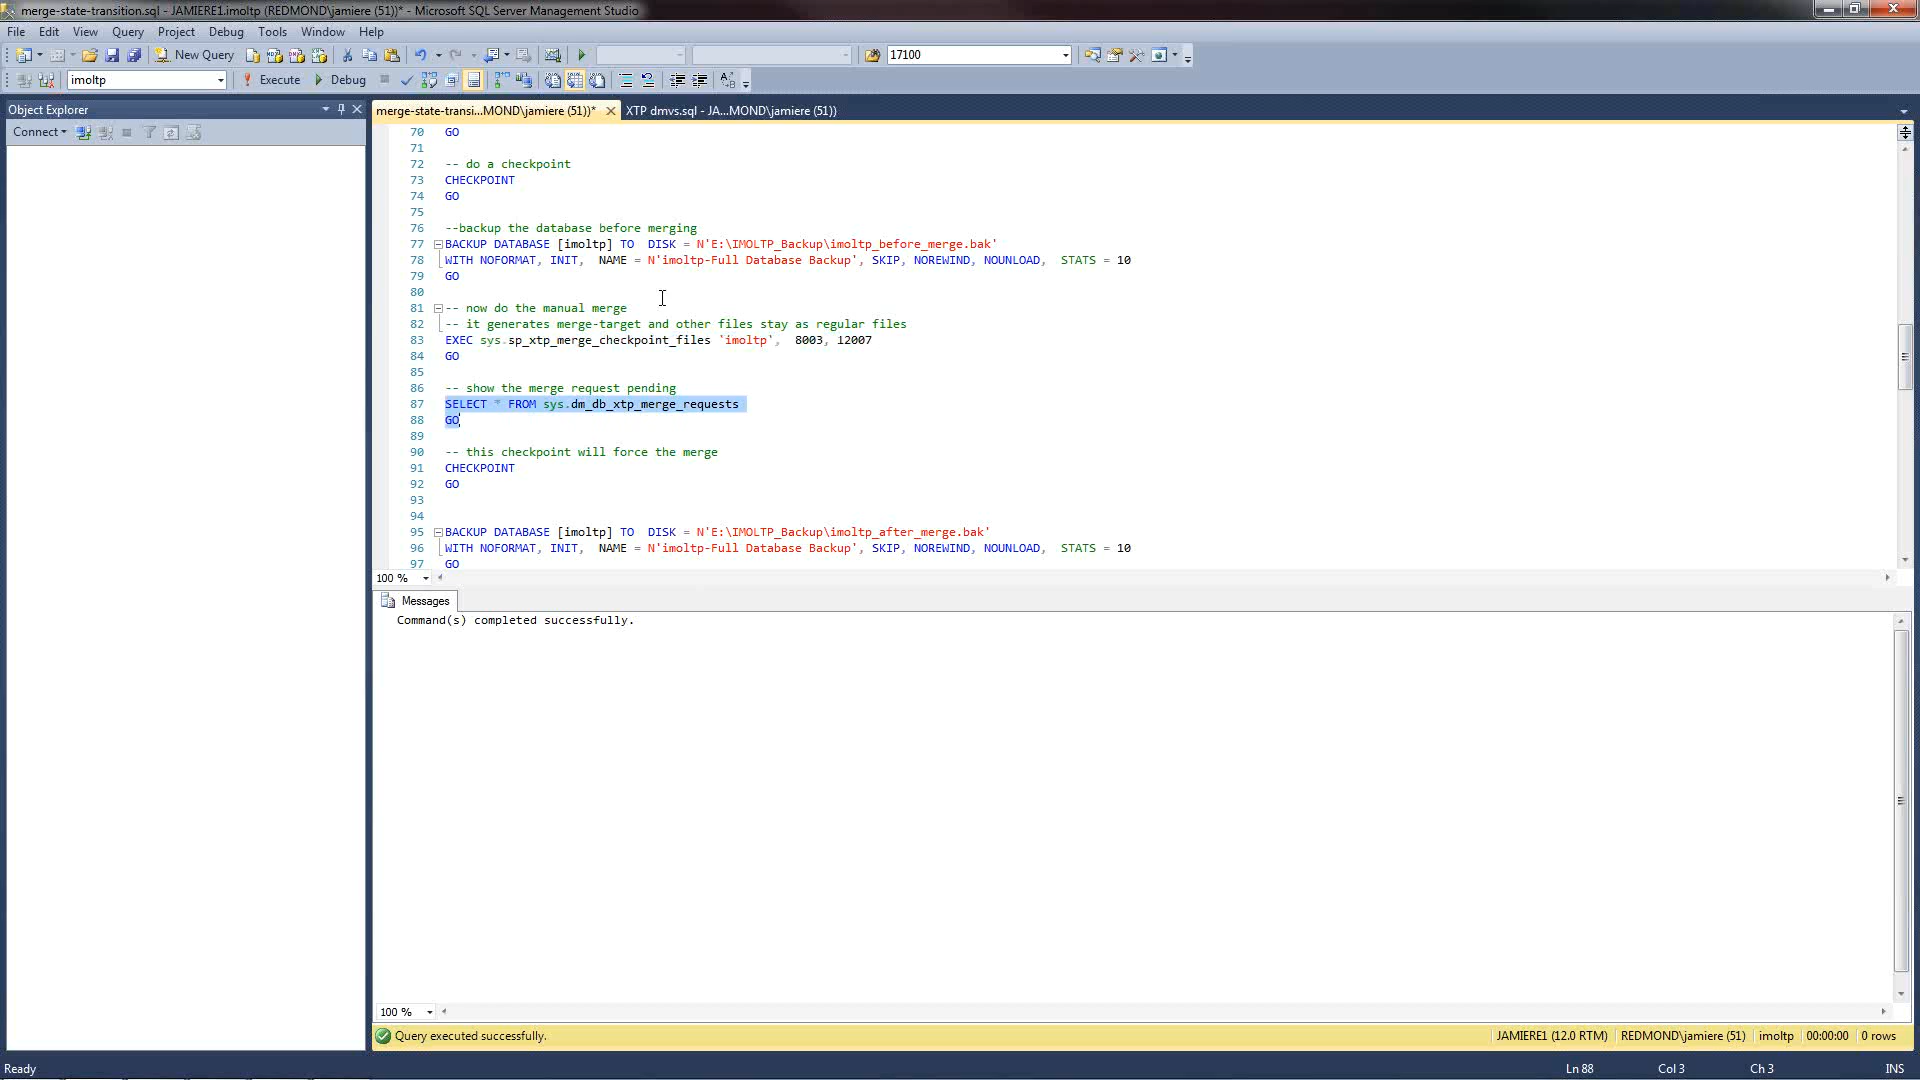 merge-state-transition.sql - JAMIERE1.imoltp (REDMOND\jamiere (51))* - Microsoft SQL Server Management Studio
File Edit View Query Project Debug Tools Window Help
New Query 17100
imoltp Execute Debug
Object Explorer
Connect
merge-state-transi...MOND\jamiere (51))* XTP dmvs.sql - JA...MOND\jamiere (51))
70 GO
71
72 -- do a checkpoint
73 CHECKPOINT
74 GO
75
76 --backup the database before merging
77 BACKUP DATABASE [imoltp] TO DISK = N'E:\IMOLTP_Backup\imoltp_before_merge.bak'
78 WITH NOFORMAT, INIT, NAME = N'imoltp-Full Database Backup', SKIP, NOREWIND, NOUNLOAD, STATS = 10
79 GO
80
81 -- now do the manual merge
82 -- it generates merge-target and other files stay as regular files
83 EXEC sys.sp_xtp_merge_checkpoint_files 'imoltp', 8003, 12007
84 GO
85
86 -- show the merge request pending
87 SELECT * FROM sys.dm_db_xtp_merge_requests
88 GO
89
90 -- this checkpoint will force the merge
91 CHECKPOINT
92 GO
93
94
95 BACKUP DATABASE [imoltp] TO DISK = N'E:\IMOLTP_Backup\imoltp_after_merge.bak'
96 WITH NOFORMAT, INIT, NAME = N'imoltp-Full Database Backup', SKIP, NOREWIND, NOUNLOAD, STATS = 10
97 GO
100 %
Messages
Command(s) completed successfully.
100 %
Query executed successfully. JAMIERE1 (12.0 RTM) REDMOND\jamiere (51) imoltp 00:00:00 0 rows
Ready Ln 88 Col 3 Ch 3 INS